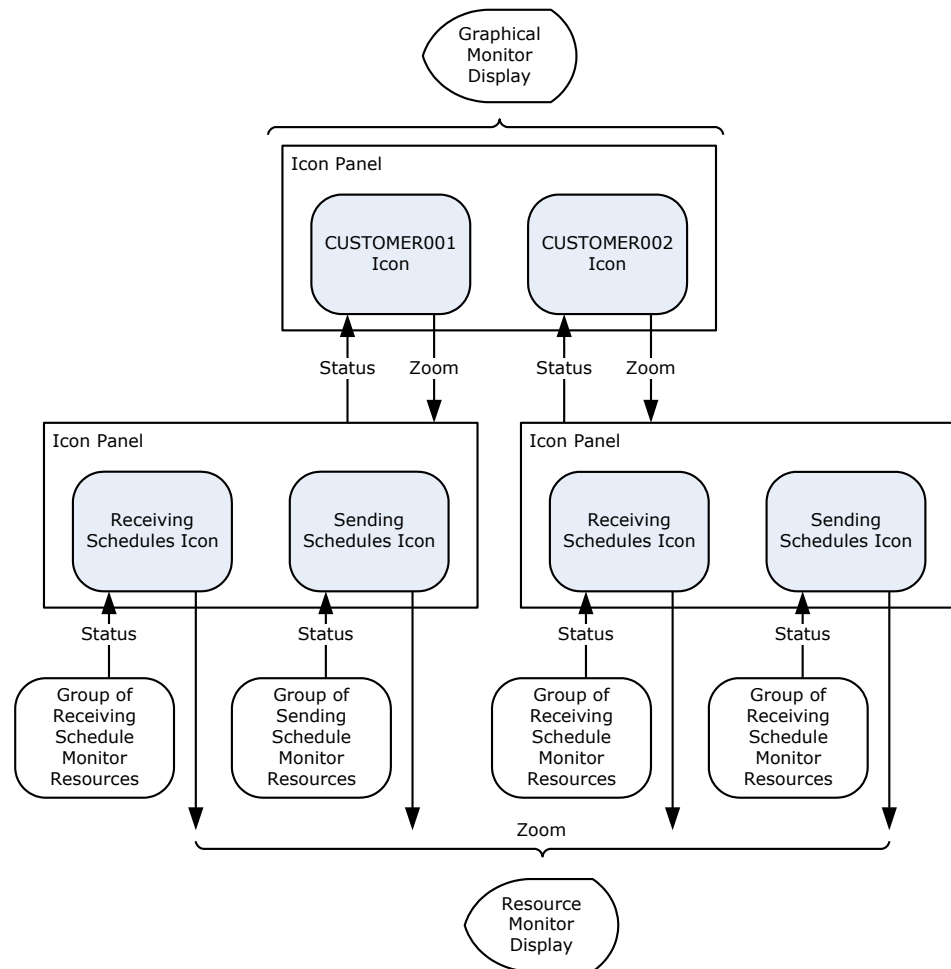 Graphical
Monitor
Display
Icon Panel
CUSTOMER001
Icon
CUSTOMER002
Icon
Status
Zoom
Status
Zoom
Icon Panel
Receiving
Schedules Icon
Sending
Schedules Icon
Icon Panel
Receiving
Schedules Icon
Sending
Schedules Icon
Status
Status
Status
Status
Group of
Receiving
Schedule
Monitor
Resources
Group of
Sending
Schedule
Monitor
Resources
Group of
Receiving
Schedule
Monitor
Resources
Group of
Receiving
Schedule
Monitor
Resources
Zoom
Resource
Monitor
Display